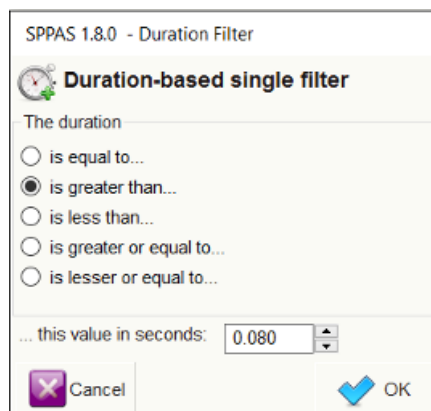 SPPAS 1.8.0 - Duration Filter
Duration-based single filter
The duration
is equal to...
is greater than...
is less than...
is greater or equal to...
is lesser or equal to...
... this value in seconds: 0.080
Cancel OK